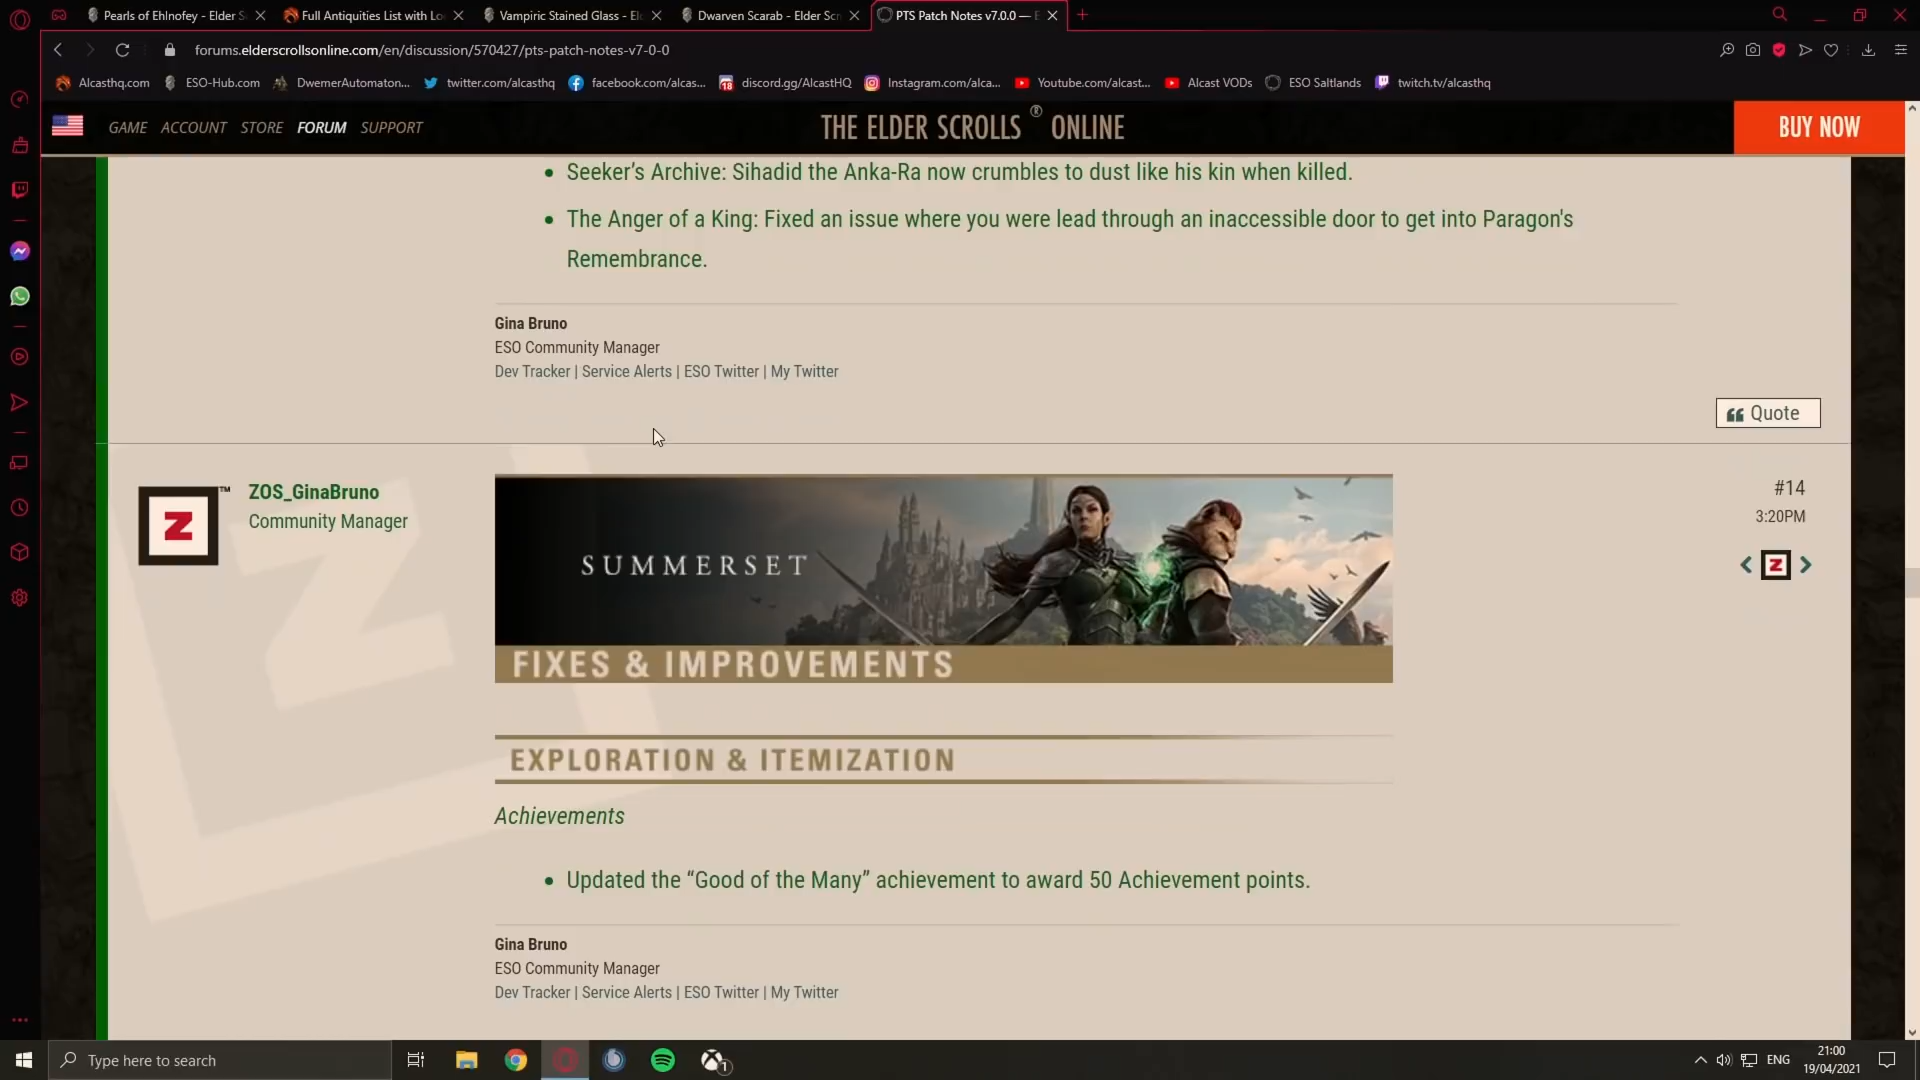 Pearls of Ehlnofey - Elder S
Full Antiquities List with Lo
Vampiric Stained Glass - El
Dwarven Scarab - Elder Scr
PTS Patch Notes v7.0.0 — E
forums.elderscrollsonline.com/en/discussion/570427/pts-patch-notes-v7-0-0
Alcasthq.com
ESO-Hub.com
DwemerAutomaton...
twitter.com/alcasthq
facebook.com/alcas...
18
discord.gg/AlcastHQ
Instagram.com/alca...
Youtube.com/alcast...
Alcast VODs
ESO Saltlands
twitch.tv/alcasthq
GAME ACCOUNT STORE FORUM SUPPORT
THE ELDER SCROLLS ® ONLINE
BUY NOW
• Seeker’s Archive: Sihadid the Anka-Ra now crumbles to dust like his kin when killed.
• The Anger of a King: Fixed an issue where you were lead through an inaccessible door to get into Paragon's
Remembrance.
Gina Bruno
ESO Community Manager
Dev Tracker | Service Alerts | ESO Twitter | My Twitter
Quote
Z
TM
ZOS_GinaBruno
Community Manager
SUMMERSET
FIXES & IMPROVEMENTS
#14
3:20PM
Z
EXPLORATION & ITEMIZATION
Achievements
• Updated the “Good of the Many” achievement to award 50 Achievement points.
Gina Bruno
ESO Community Manager
Dev Tracker | Service Alerts | ESO Twitter | My Twitter
Type here to search
1
ENG
21:00
19/04/2021